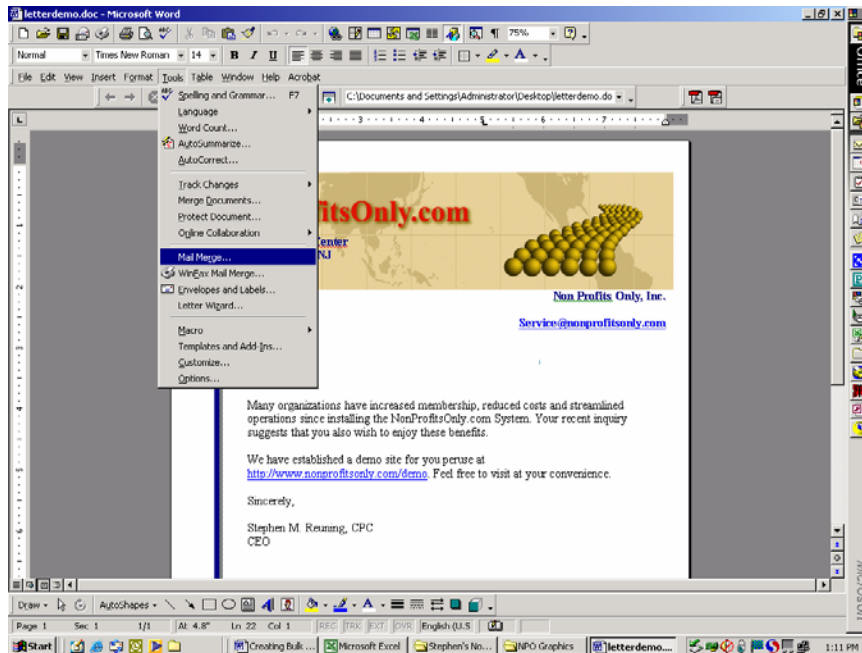 letterdemo.doc - Microsoft Word
75%
Normal Times New Roman 14 B I U A
File Edit View Insert Format Tools Table Window Help Acrobat
C:\Documents and Settings\Administrator\Desktop\letterdemo.do
Spelling and Grammar... F7
Language
Word Count...
AutoSummarize...
AutoCorrect...
Track Changes
Merge Documents...
Protect Document...
Online Collaboration
Mail Merge...
WinFax Mail Merge...
Envelopes and Labels...
Letter Wizard...
Macro
Templates and Add-Ins...
Customize...
Options...
3 4 5 6 7
itsOnly.com
Center
NJ
Non Profits Only, Inc.
Service@nonprofitsonly.com
Many organizations have increased membership, reduced costs and streamlined
operations since installing the NonProfitsOnly.com System. Your recent inquiry
suggests that you also wish to enjoy these benefits.
We have established a demo site for you peruse at
http://www.nonprofitsonly.com/demo. Feel free to visit at your convenience.
Sincerely,
Stephen M. Reuning, CPC
CEO
Draw AutoShapes A
Page 1 Sec 1 1/1 At 4.8" Ln 22 Col 1 REC TRK EXT OVR English (U.S
Start Creating Bulk ... Microsoft Excel Stephen's No... NPO Graphics letterdemo.... 1:11 PM